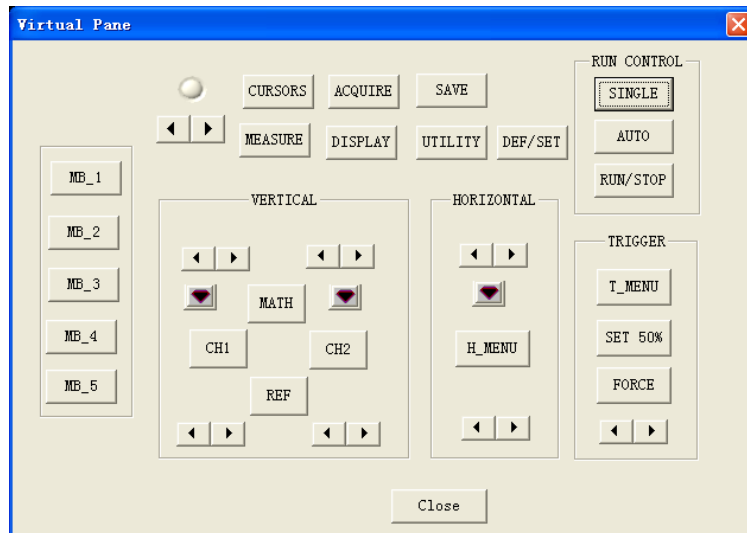 Virtual Pane
RUN CONTROL
CURSORS ACQUIRE SAVE SINGLE
MEASURE DISPLAY UTILITY DEF/SET AUTO
MB_1 RUN/STOP
VERTICAL HORIZONTAL
MB_2
TRIGGER
MB_3 MATH T_MENU
MB_4 CH1 CH2 H_MENU SET 50%
MB_5 REF FORCE
Close